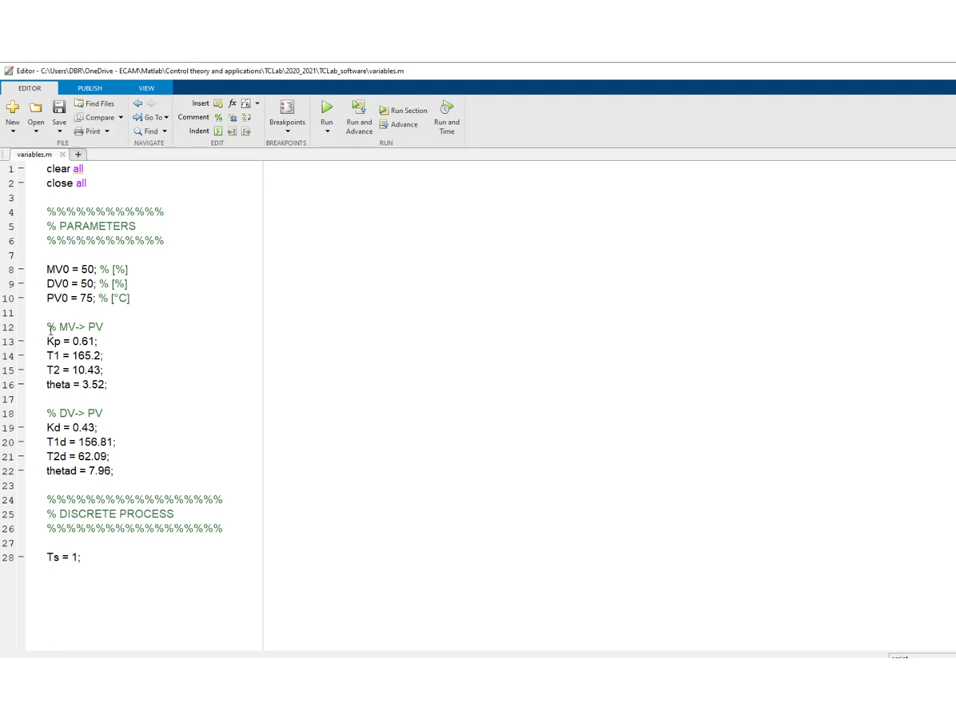 Editor - C:\Users\DBR\OneDrive - ECAM\Matlab\Control theory and applications\TCLab\2020_2021\TCLab_software\variables.m
EDITOR PUBLISH VIEW
New Open Save Find Files Compare Print
FILE
Go To Find
NAVIGATE
Insert fx
Comment %
Indent
EDIT
Breakpoints
BREAKPOINTS
Run Run and Advance Run Section Advance Run and Time
RUN
variables.m
1 clear all
2 close all
3
4 %%%%%%%%%%%%
5 % PARAMETERS
6 %%%%%%%%%%%%
7
8 MV0 = 50; % [%]
9 DV0 = 50; % [%]
10 PV0 = 75; % [°C]
11
12 % MV-> PV
13 Kp = 0.61;
14 T1 = 165.2;
15 T2 = 10.43;
16 theta = 3.52;
17
18 % DV-> PV
19 Kd = 0.43;
20 T1d = 156.81;
21 T2d = 62.09;
22 thetad = 7.96;
23
24 %%%%%%%%%%%%%%%%%%
25 % DISCRETE PROCESS
26 %%%%%%%%%%%%%%%%%%
27
28 Ts = 1;